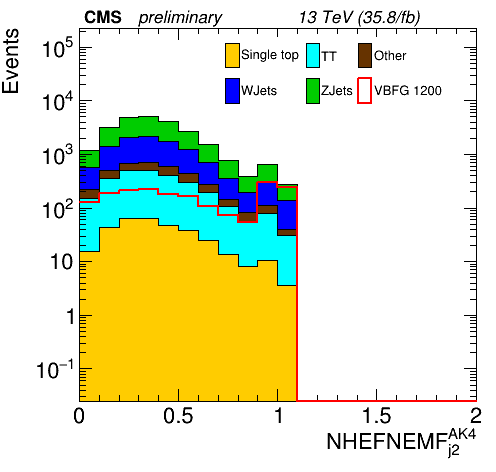 CMS preliminary 13 TeV (35.8/fb)
Events
Single top TT Other
WJets ZJets VBFG 1200
10^5
10^4
10^3
10^2
10
1
10^−1
0 0.5 1 1.5 2
NHEFNEMF^AK4_j2